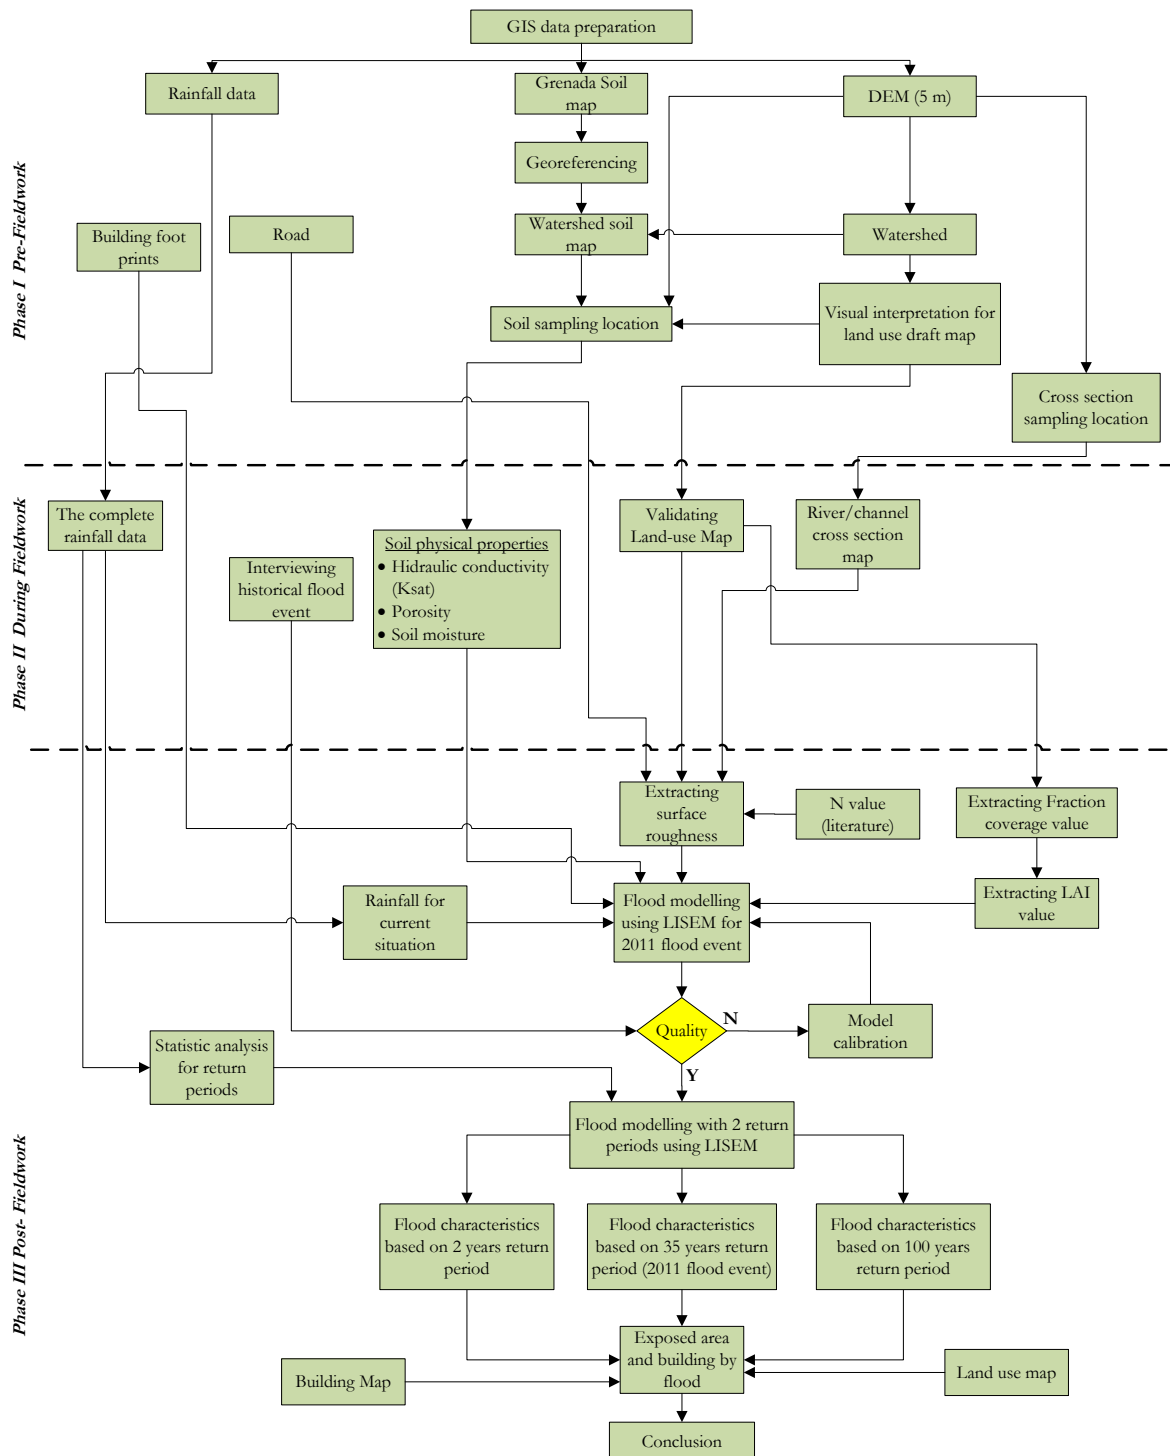 GIS data preparation
Rainfall data
Grenada Soil
map
DEM (5 m)
Georeferencing
Phase I Pre-Fieldwork
Building foot
prints
Road
Watershed soil
map
Watershed
Soil sampling location
Visual interpretation for
land use draft map
Cross section
sampling location
Phase II During Fieldwork
The complete
rainfall data
Interviewing
historical flood
event
Soil physical properties
• Hidraulic conductivity
(Ksat)
• Porosity
• Soil moisture
Validating
Land-use Map
River/channel
cross section
map
Extracting
surface
roughness
N value
(literature)
Extracting Fraction
coverage value
Rainfall for
current
situation
Flood modelling
using LISEM for
2011 flood event
Extracting LAI
value
Quality
N
Model
calibration
Y
Statistic analysis
for return
periods
Phase III Post- Fieldwork
Flood modelling with 2 return
periods using LISEM
Flood characteristics
based on 2 years return
period
Flood characteristics
based on 35 years return
period (2011 flood event)
Flood characteristics
based on 100 years
return period
Building Map
Exposed area
and building by
flood
Land use map
Conclusion